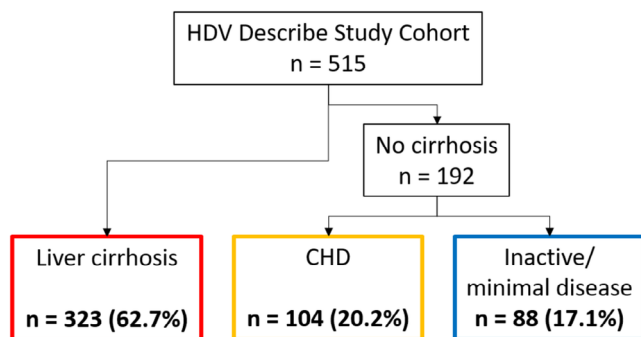 HDV Describe Study Cohort
n = 515
No cirrhosis
n = 192
Liver cirrhosis
n = 323 (62.7%)
CHD
n = 104 (20.2%)
Inactive/
minimal disease
n = 88 (17.1%)